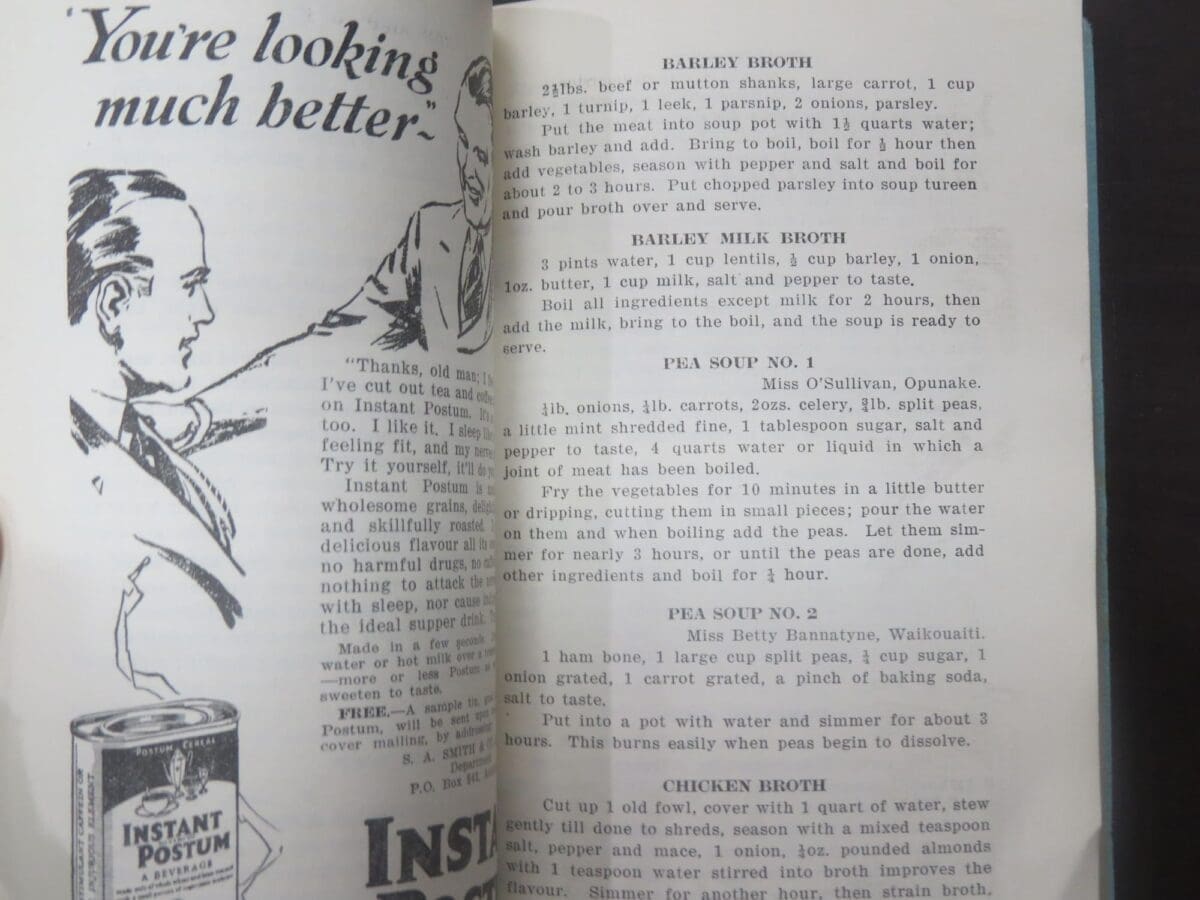 "You're looking
much better~"
"Thanks, old man; I
I've cut out tea and
on Instant Postum. It's
too. I like it. I sleep
feeling fit, and my
Try it yourself, it'll do
Instant Postum is
wholesome grains,
and skillfully roasted.
delicious flavour all its
no harmful drugs, no
nothing to attack the
with sleep, nor cause
the ideal supper drink.
Made in a few seconds.
water or hot milk over a
—more or less Postum as
sweeten to taste.
FREE.—A sample tin,
Postum, will be sent upon
cover mailing, by addressing
S. A. SMITH &
Department
P.O. Box 841,
POSTUM CEREAL
INSTANT
POSTUM
A BEVERAGE
INST
BARLEY BROTH
2½lbs. beef or mutton shanks, large carrot, 1 cup
barley, 1 turnip, 1 leek, 1 parsnip, 2 onions, parsley.
Put the meat into soup pot with 1½ quarts water;
wash barley and add. Bring to boil, boil for ½ hour then
add vegetables, season with pepper and salt and boil for
about 2 to 3 hours. Put chopped parsley into soup tureen
and pour broth over and serve.
BARLEY MILK BROTH
3 pints water, 1 cup lentils, ½ cup barley, 1 onion,
1oz. butter, 1 cup milk, salt and pepper to taste.
Boil all ingredients except milk for 2 hours, then
add the milk, bring to the boil, and the soup is ready to
serve.
PEA SOUP NO. 1
Miss O'Sullivan, Opunake.
¼lb. onions, ¼lb. carrots, 2ozs. celery, ¾lb. split peas,
a little mint shredded fine, 1 tablespoon sugar, salt and
pepper to taste, 4 quarts water or liquid in which a
joint of meat has been boiled.
Fry the vegetables for 10 minutes in a little butter
or dripping, cutting them in small pieces; pour the water
on them and when boiling add the peas. Let them sim-
mer for nearly 3 hours, or until the peas are done, add
other ingredients and boil for ¼ hour.
PEA SOUP NO. 2
Miss Betty Bannatyne, Waikouaiti.
1 ham bone, 1 large cup split peas, ¼ cup sugar, 1
onion grated, 1 carrot grated, a pinch of baking soda,
salt to taste.
Put into a pot with water and simmer for about 3
hours. This burns easily when peas begin to dissolve.
CHICKEN BROTH
Cut up 1 old fowl, cover with 1 quart of water, stew
gently till done to shreds, season with a mixed teaspoon
salt, pepper and mace, 1 onion, ¼oz. pounded almonds
with 1 teaspoon water stirred into broth improves the
flavour. Simmer for another hour, then strain broth.